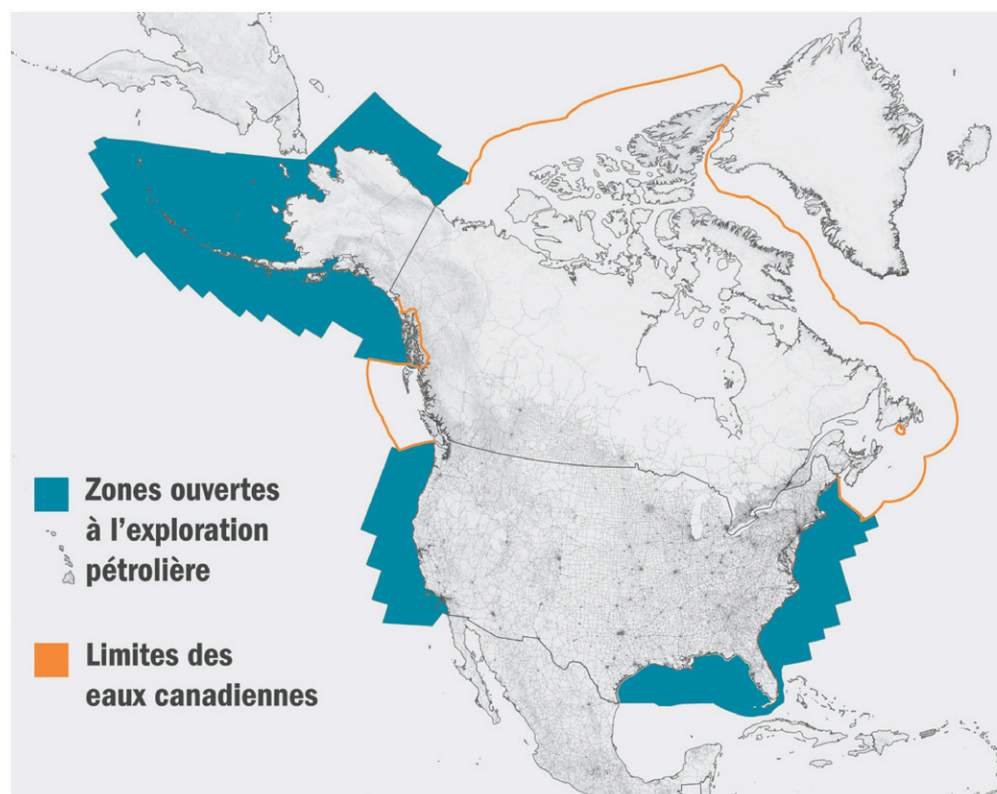 Zones ouvertes
à l'exploration
pétrolière
Limites des
eaux canadiennes